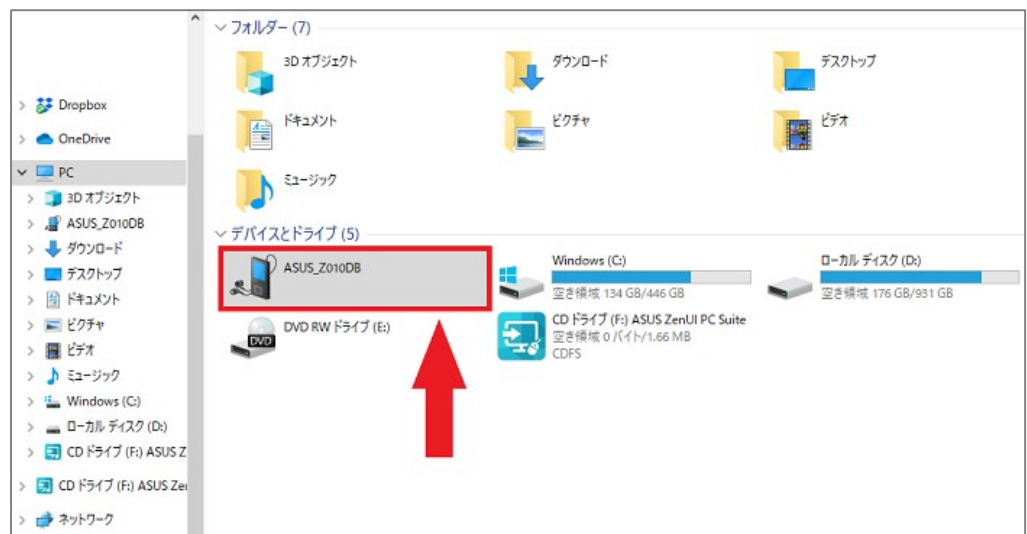 Dropbox
OneDrive
PC
3D オブジェクト
ASUS_Z010DB
ダウンロード
デスクトップ
ドキュメント
ピクチャ
ビデオ
ミュージック
Windows (C:)
ローカル ディスク (D:)
CD ドライブ (F:) ASUS Z
CD ドライブ (F:) ASUS Zen
ネットワーク
フォルダー (7)
3D オブジェクト
ダウンロード
デスクトップ
ドキュメント
ピクチャ
ビデオ
ミュージック
デバイスとドライブ (5)
ASUS_Z010DB
Windows (C:)
空き領域 134 GB/446 GB
ローカル ディスク (D:)
空き領域 176 GB/931 GB
DVD RW ドライブ (E:)
DVD
CD ドライブ (F:) ASUS ZenUI PC Suite
空き領域 0 バイト/1.66 MB
CDFS